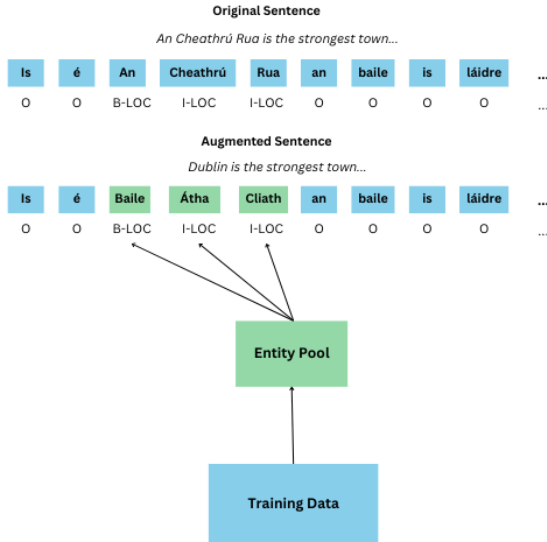 Original Sentence
An Cheathrú Rua is the strongest town...
Is é An Cheathrú Rua an baile is láidre ...
O O B-LOC I-LOC I-LOC O O O O ...
Augmented Sentence
Dublin is the strongest town...
Is é Baile Átha Cliath an baile is láidre ...
O O B-LOC I-LOC I-LOC O O O O ...
Entity Pool
Training Data